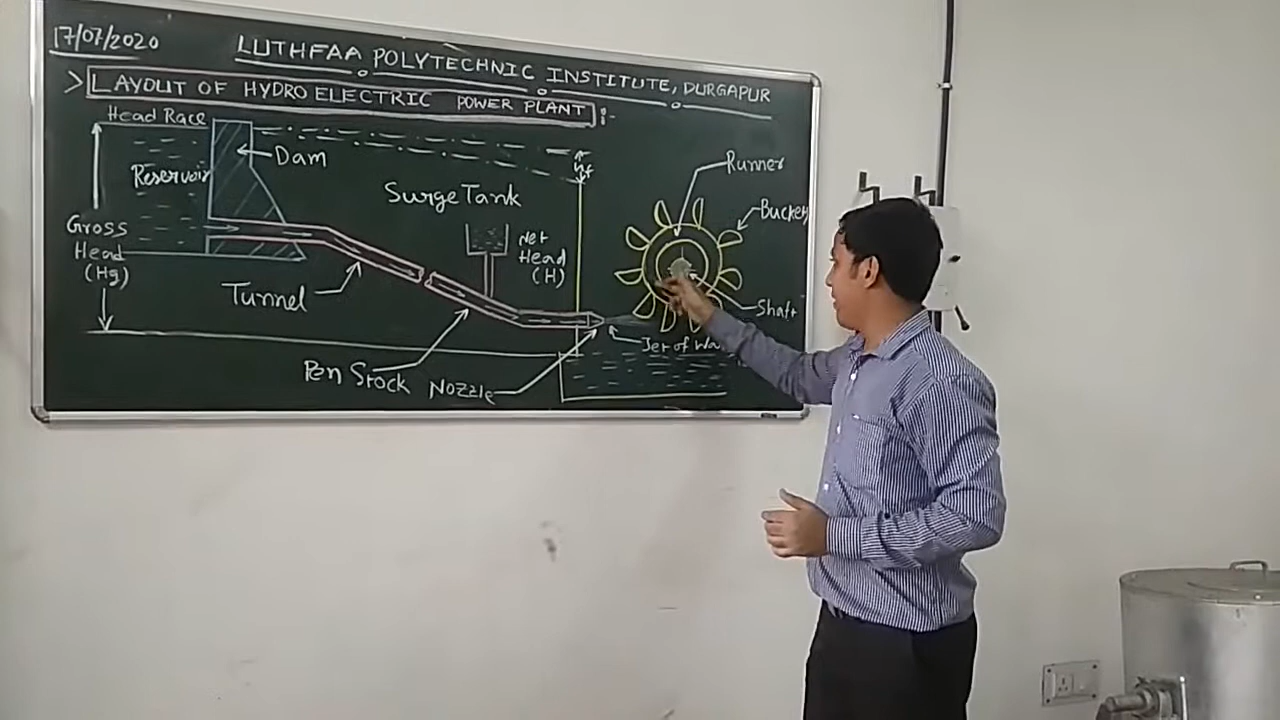 17/07/2020
LUTHFAA POLYTECHNIC INSTITUTE, DURGAPUR
> LAYOUT OF HYDRO ELECTRIC POWER PLANT :-
Head Race
Dam
Reservoir
hf
Runner
Surge Tank
Bucket
Gross
Head
(Hg)
Net
Head
(H)
Tunnel
Shaft
Jet of
Pen Stock
Nozzle